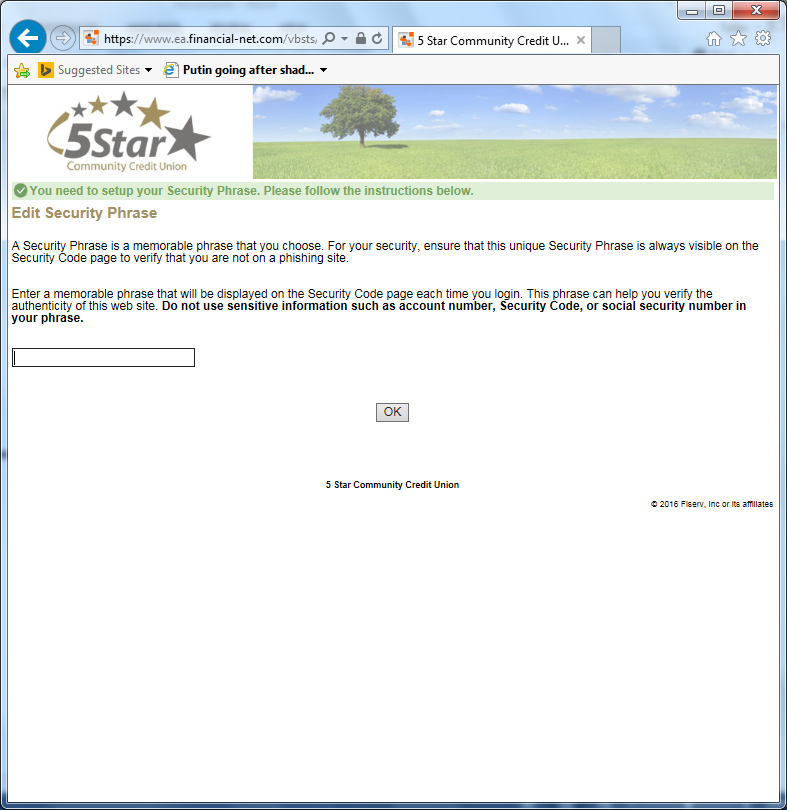 https://www.ea.financial-net.com/vbsts/
5 Star Community Credit U...
Suggested Sites
Putin going after shad...
5Star
Community Credit Union
You need to setup your Security Phrase. Please follow the instructions below.
Edit Security Phrase
A Security Phrase is a memorable phrase that you choose. For your security, ensure that this unique Security Phrase is always visible on the
Security Code page to verify that you are not on a phishing site.
Enter a memorable phrase that will be displayed on the Security Code page each time you login. This phrase can help you verify the
authenticity of this web site. Do not use sensitive information such as account number, Security Code, or social security number in
your phrase.
OK
5 Star Community Credit Union
© 2016 Fiserv, Inc or its affiliates